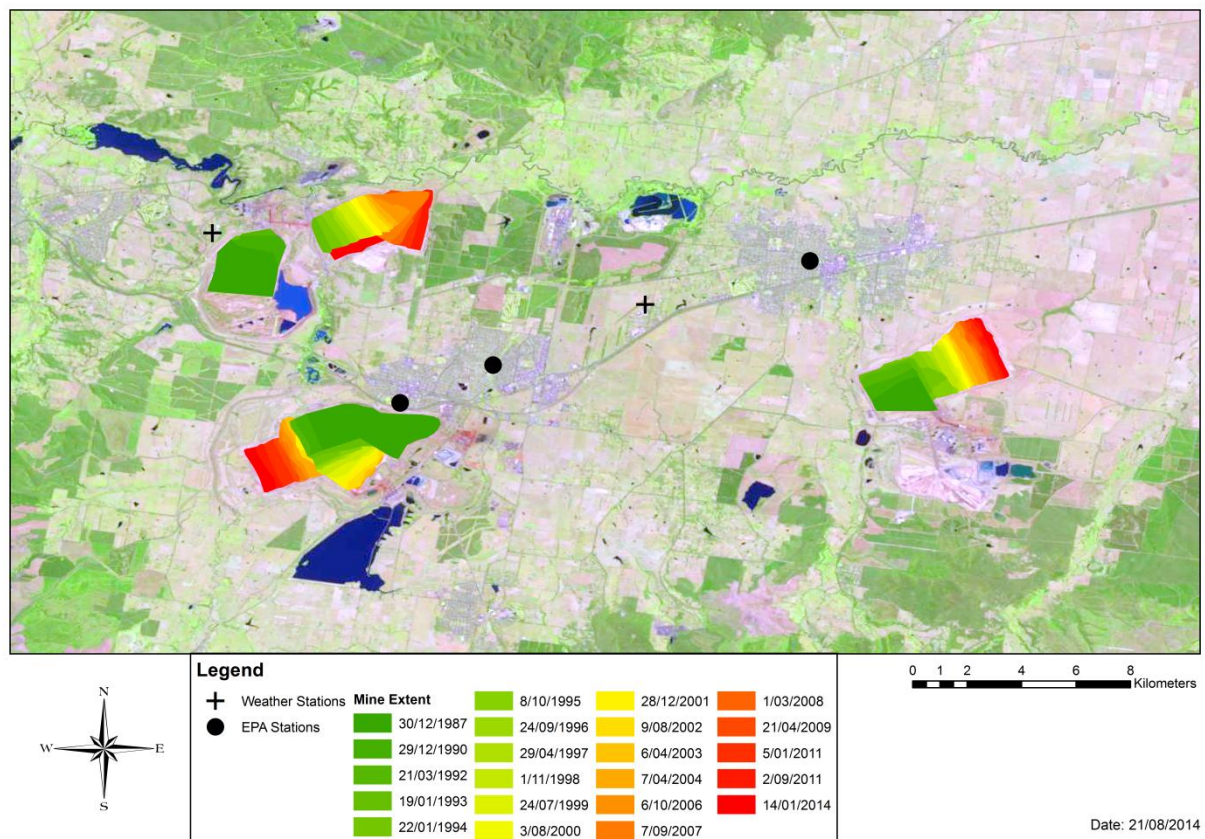 Legend
Weather Stations
EPA Stations
Mine Extent
30/12/1987
29/12/1990
21/03/1992
19/01/1993
22/01/1994
8/10/1995
24/09/1996
29/04/1997
1/11/1998
24/07/1999
3/08/2000
28/12/2001
9/08/2002
6/04/2003
7/04/2004
6/10/2006
7/09/2007
1/03/2008
21/04/2009
5/01/2011
2/09/2011
14/01/2014
N
W E
S
0 1 2 4 6 8
Kilometers
Date: 21/08/2014